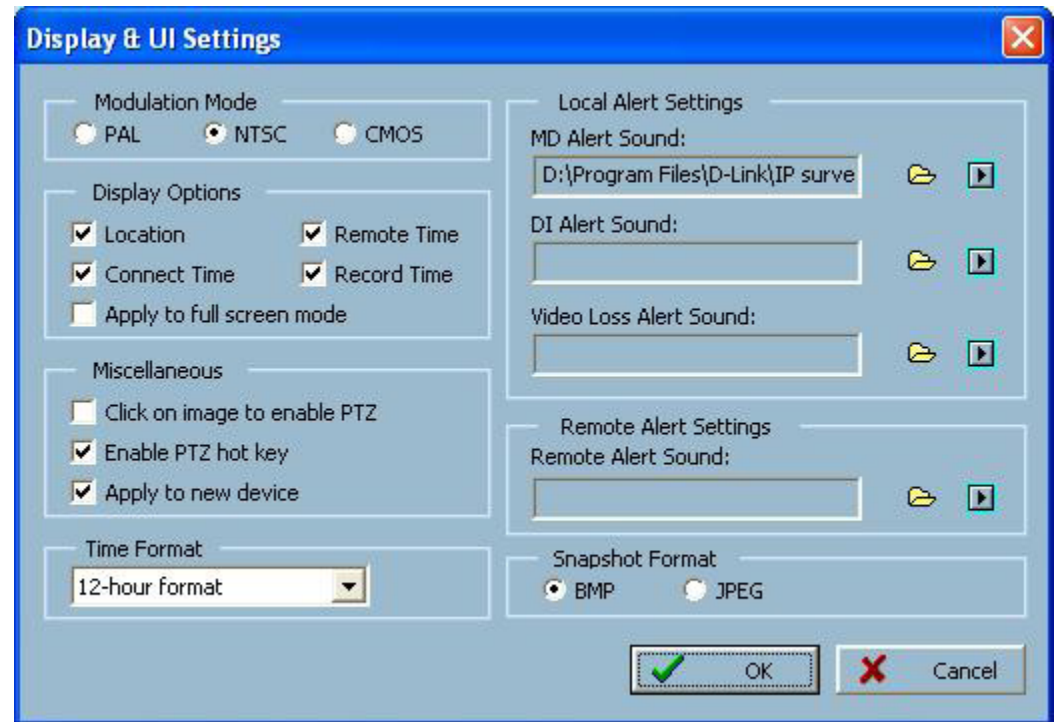 Display & UI Settings
Modulation Mode
PAL NTSC CMOS
Display Options
Location Remote Time
Connect Time Record Time
Apply to full screen mode
Miscellaneous
Click on image to enable PTZ
Enable PTZ hot key
Apply to new device
Time Format
12-hour format
Local Alert Settings
MD Alert Sound:
D:\Program Files\D-Link\IP surve
DI Alert Sound:
Video Loss Alert Sound:
Remote Alert Settings
Remote Alert Sound:
Snapshot Format
BMP JPEG
OK Cancel